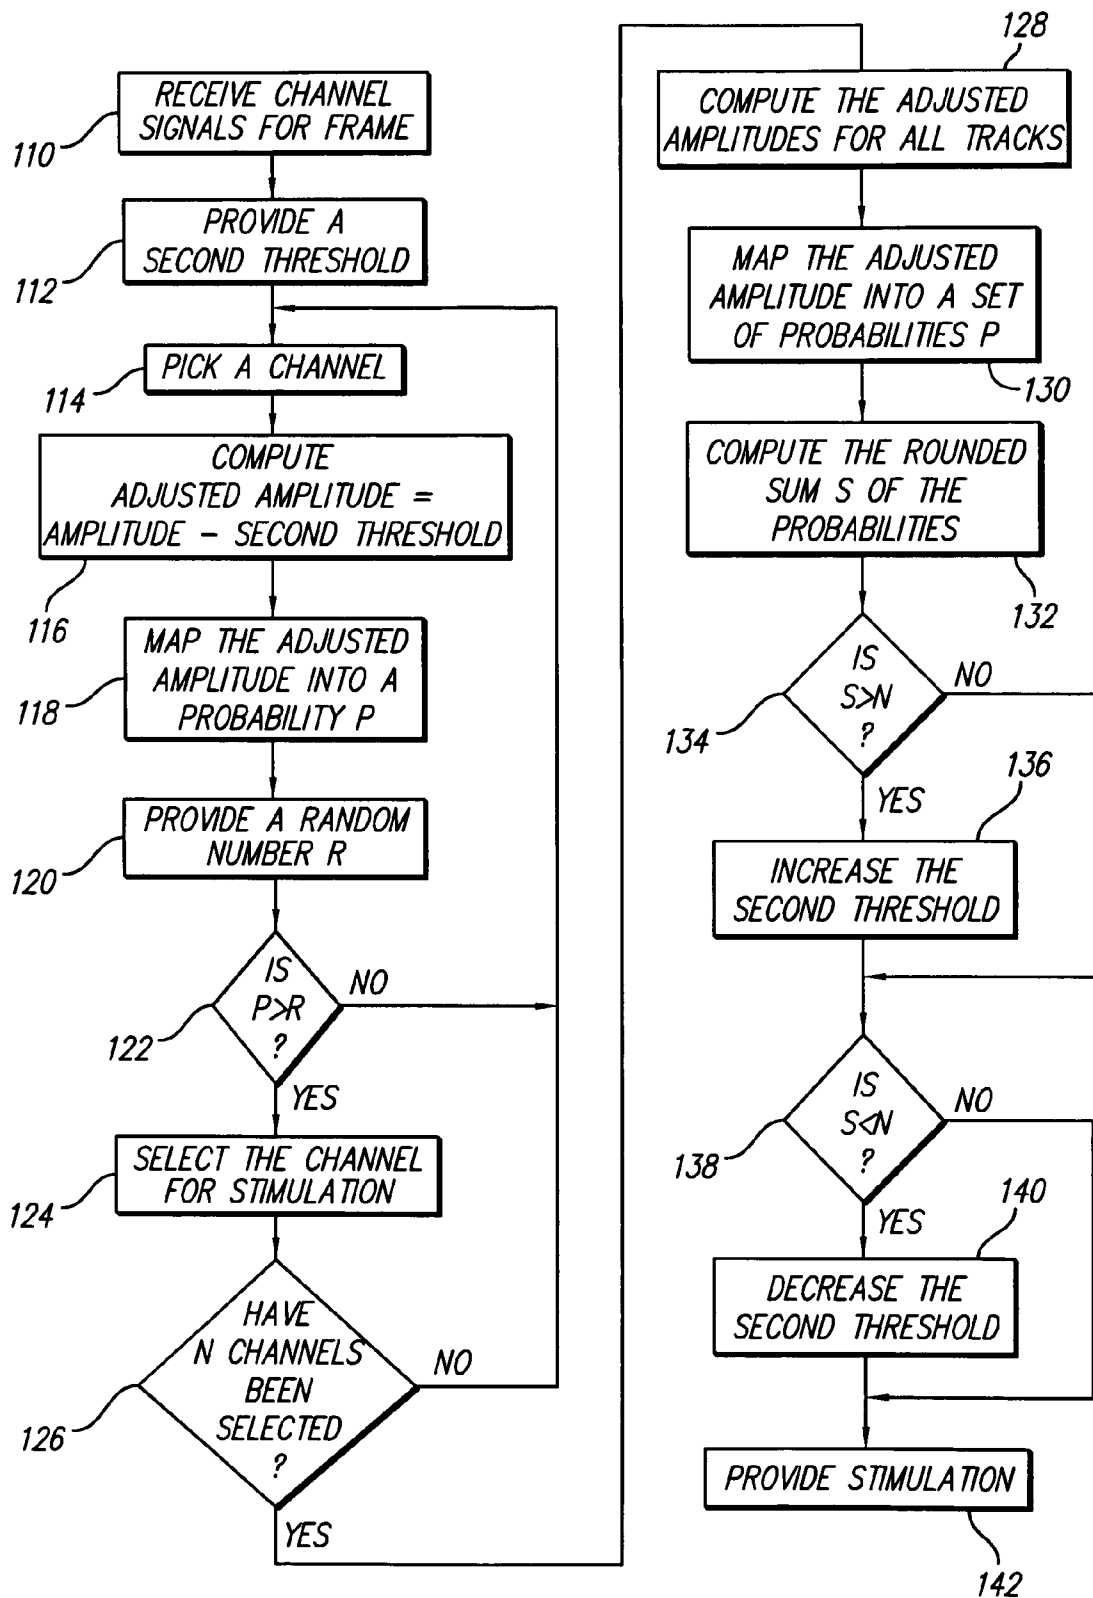 RECEIVE CHANNEL
SIGNALS FOR FRAME
110
PROVIDE A
SECOND THRESHOLD
112
PICK A CHANNEL
114
COMPUTE
ADJUSTED AMPLITUDE =
AMPLITUDE - SECOND THRESHOLD
116
MAP THE ADJUSTED
AMPLITUDE INTO A
PROBABILITY P
118
PROVIDE A RANDOM
NUMBER R
120
IS
P>R
?
NO
122
YES
SELECT THE CHANNEL
FOR STIMULATION
124
HAVE
N CHANNELS
BEEN
SELECTED
?
NO
126
YES
128
COMPUTE THE ADJUSTED
AMPLITUDES FOR ALL TRACKS
MAP THE ADJUSTED
AMPLITUDE INTO A SET
OF PROBABILITIES P
130
COMPUTE THE ROUNDED
SUM S OF THE
PROBABILITIES
132
IS
S>N
?
NO
134
YES
136
INCREASE THE
SECOND THRESHOLD
IS
S<N
?
NO
138
YES
140
DECREASE THE
SECOND THRESHOLD
PROVIDE STIMULATION
142